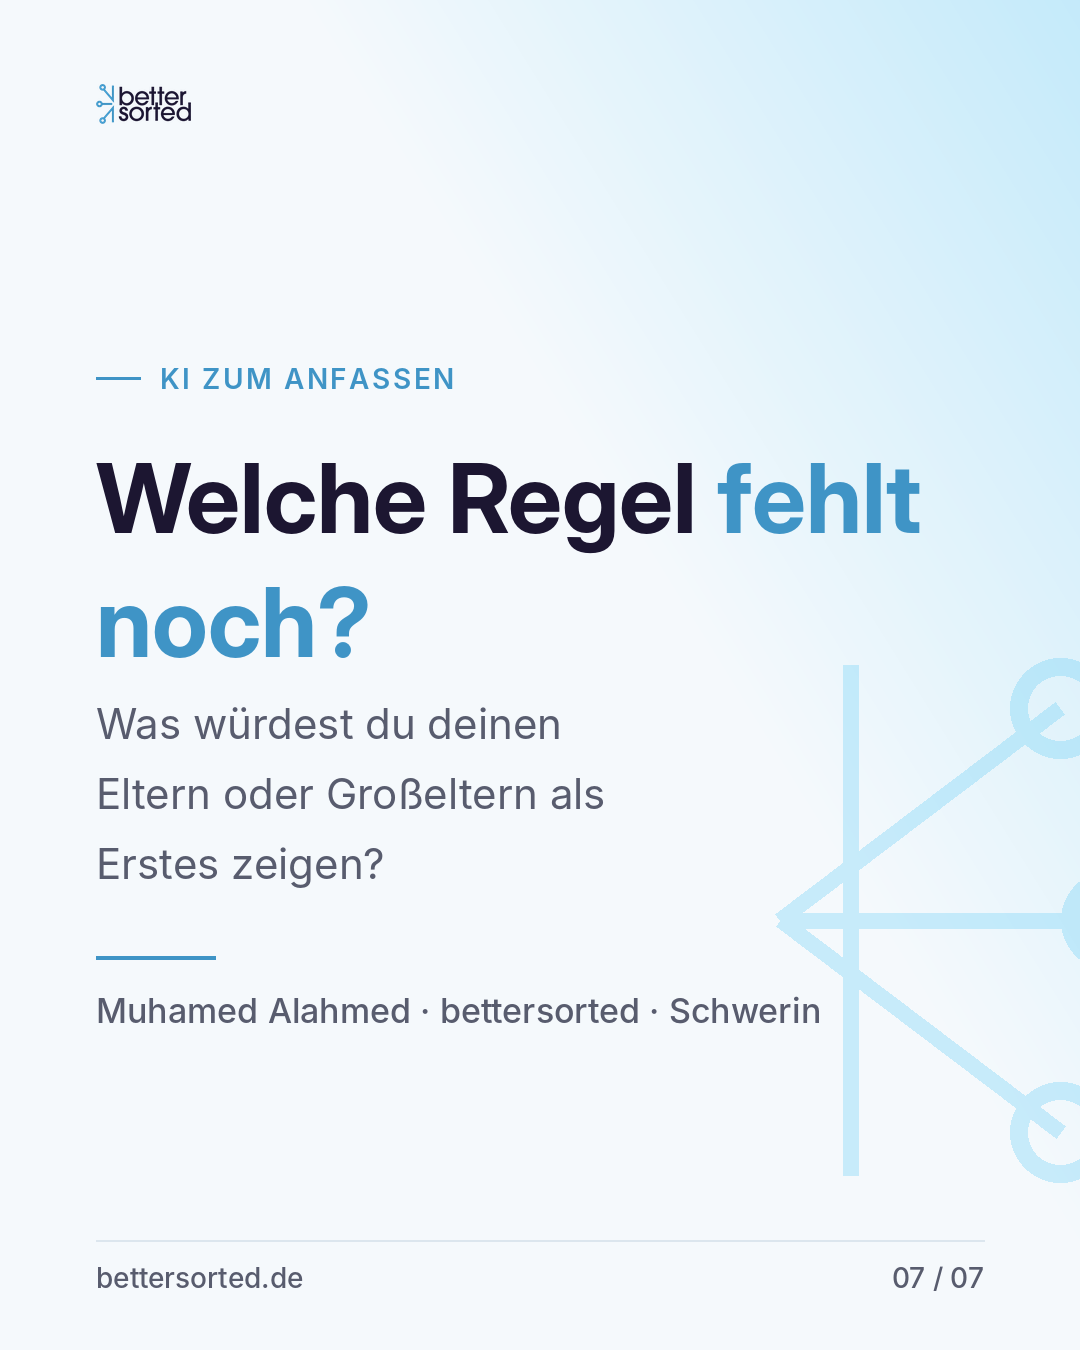 better
sorted
KI ZUM ANFASSEN
Welche Regel fehlt
noch?
Was würdest du deinen
Eltern oder Großeltern als
Erstes zeigen?
Muhamed Alahmed · bettersorted · Schwerin
bettersorted.de
07 / 07